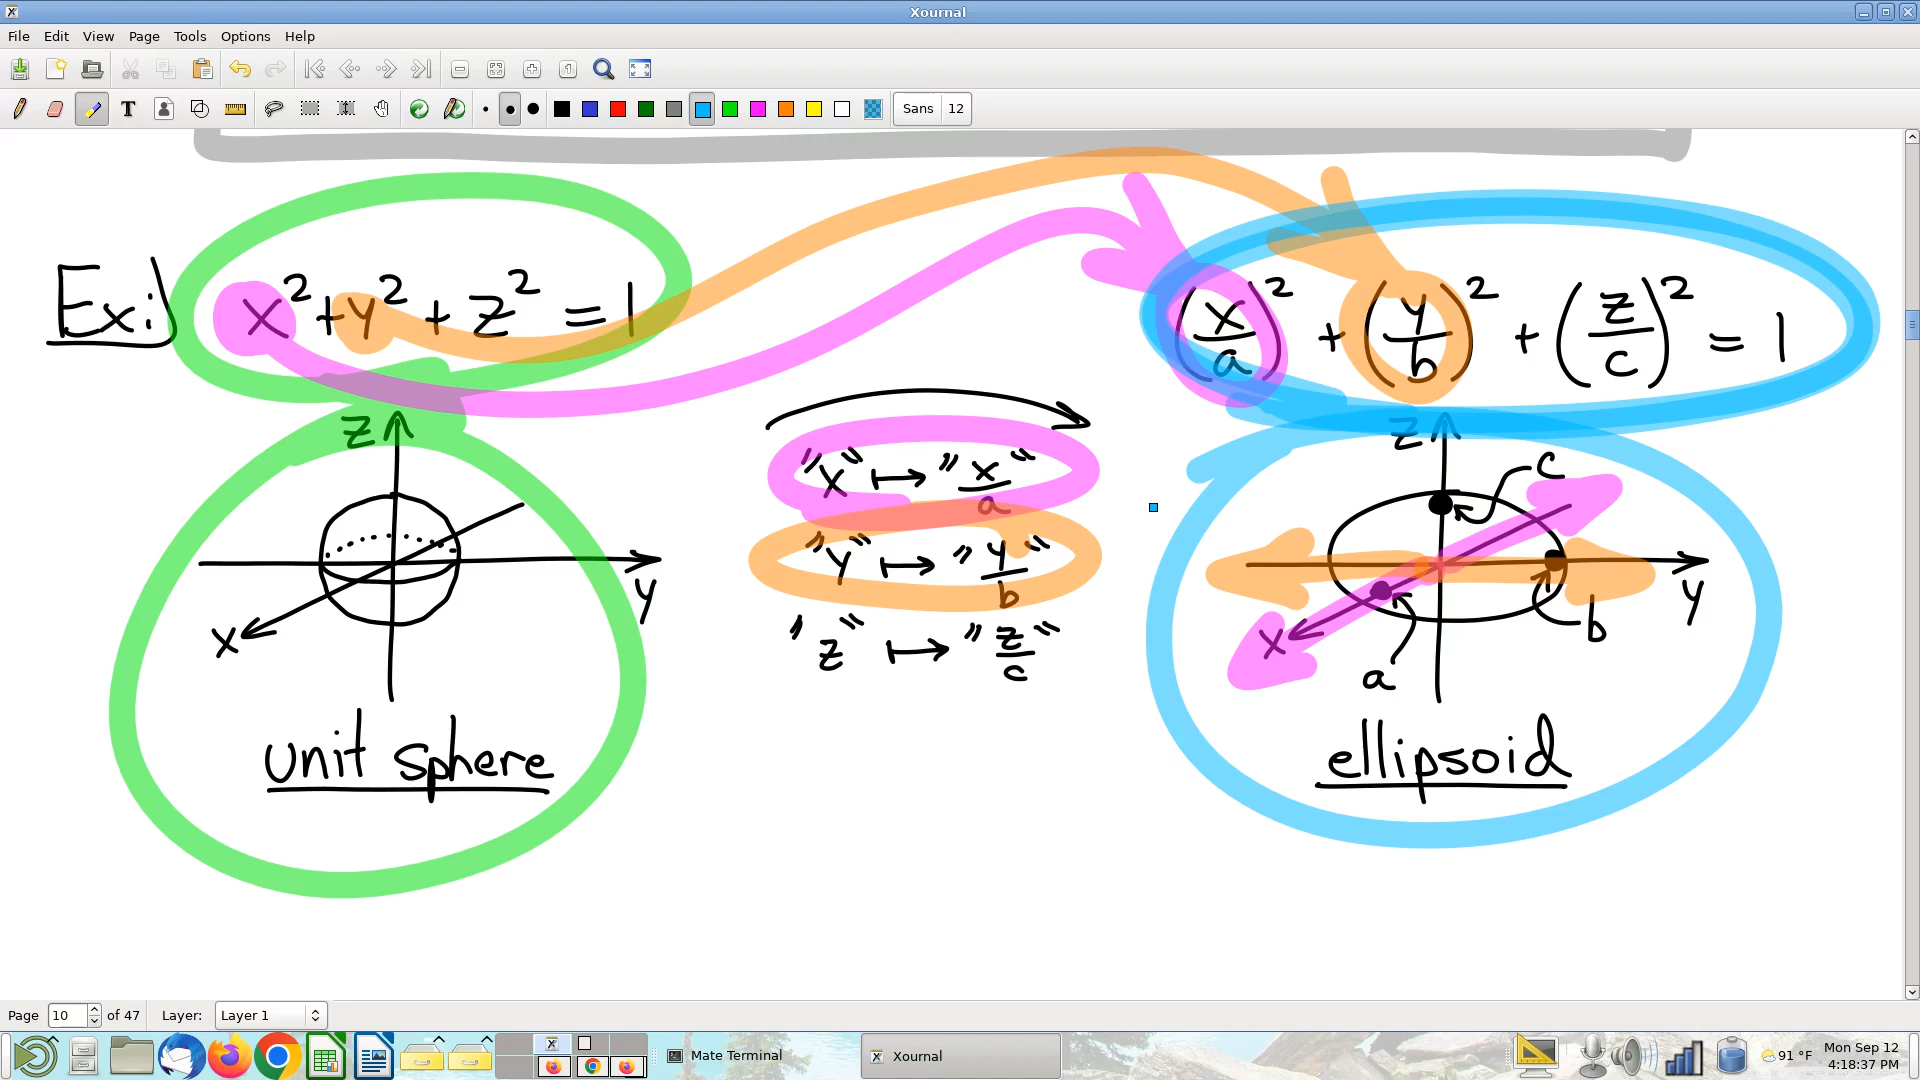 Xournal
File Edit View Page Tools Options Help
Sans 12
Ex:) x² + y² + z² = 1
(x/a)² + (y/b)² + (z/c)² = 1
z
y
x
unit sphere
"x" ↦ "x/a"
"y" ↦ "y/b"
"z" ↦ "z/c"
z
c
y
b
x
a
ellipsoid
Page 10 of 47 Layer: Layer 1
Mate Terminal
Xournal
91 °F
Mon Sep 12
4:18:37 PM